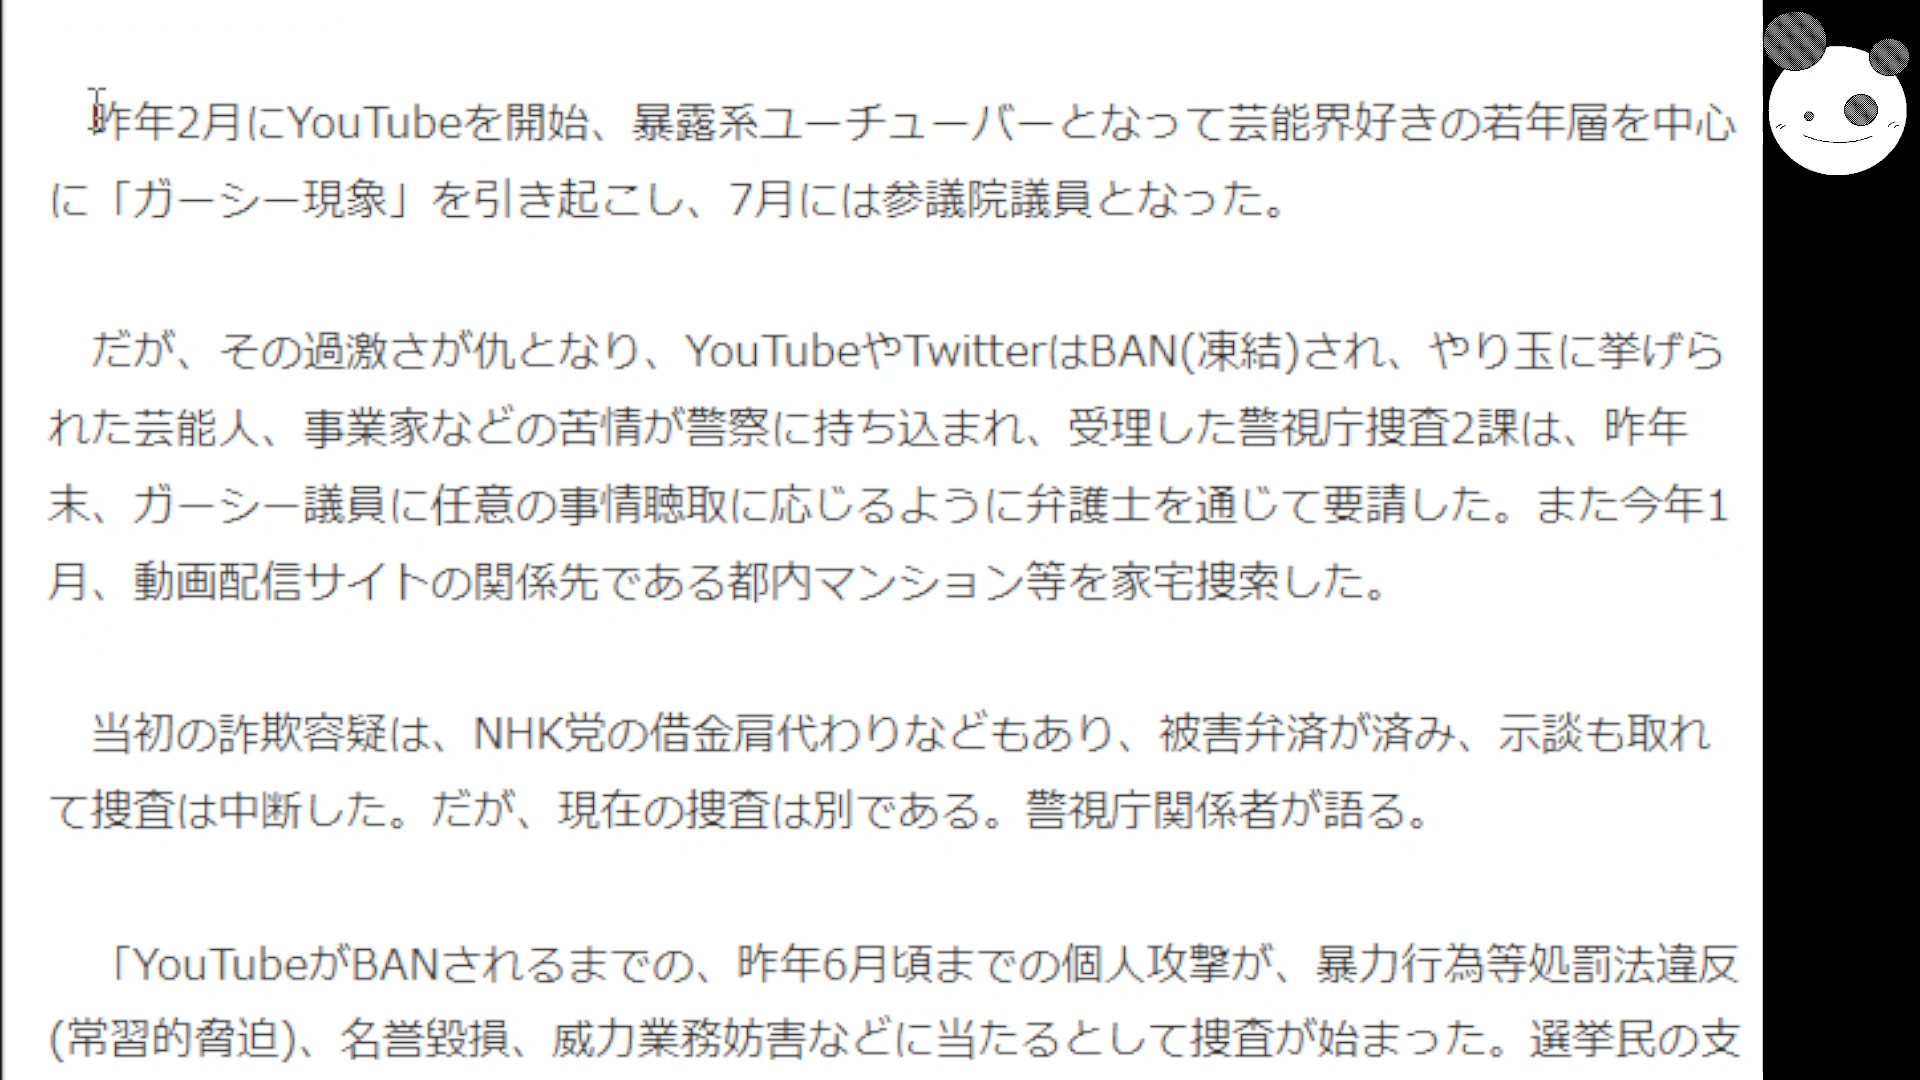 昨年2月にYouTubeを開始、暴露系ユーチューバーとなって芸能界好きの若年層を中心
に「ガーシー現象」を引き起こし、7月には参議院議員となった。
だが、その過激さが仇となり、YouTubeやTwitterはBAN(凍結)され、やり玉に挙げら
れた芸能人、事業家などの苦情が警察に持ち込まれ、受理した警視庁捜査2課は、昨年
末、ガーシー議員に任意の事情聴取に応じるように弁護士を通じて要請した。また今年1
月、動画配信サイトの関係先である都内マンション等を家宅捜索した。
当初の詐欺容疑は、NHK党の借金肩代わりなどもあり、被害弁済が済み、示談も取れ
て捜査は中断した。だが、現在の捜査は別である。警視庁関係者が語る。
「YouTubeがBANされるまでの、昨年6月頃までの個人攻撃が、暴力行為等処罰法違反
(常習的脅迫)、名誉毀損、威力業務妨害などに当たるとして捜査が始まった。選挙民の支